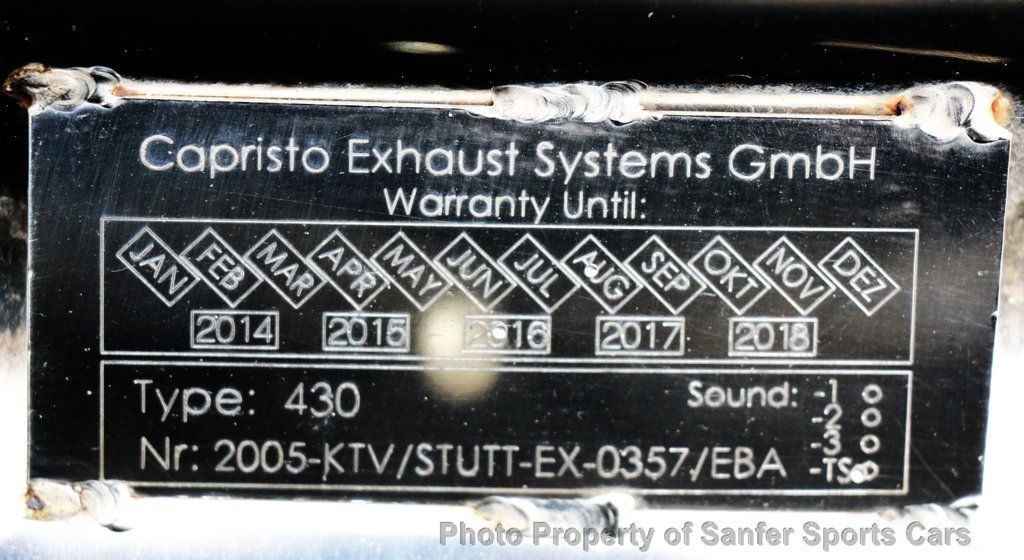 Capristo Exhaust Systems GmbH
Warranty Until:
JAN FEB MAR APR MAY JUN JUL AUG SEP OKT NOV DEZ
2014 2015 2016 2017 2018
Type: 430
Sound: -1
-2
-3
Nr: 2005-KTV/STUTT-EX-0357/EBA -TS
Photo Property of Sanfer Sports Cars